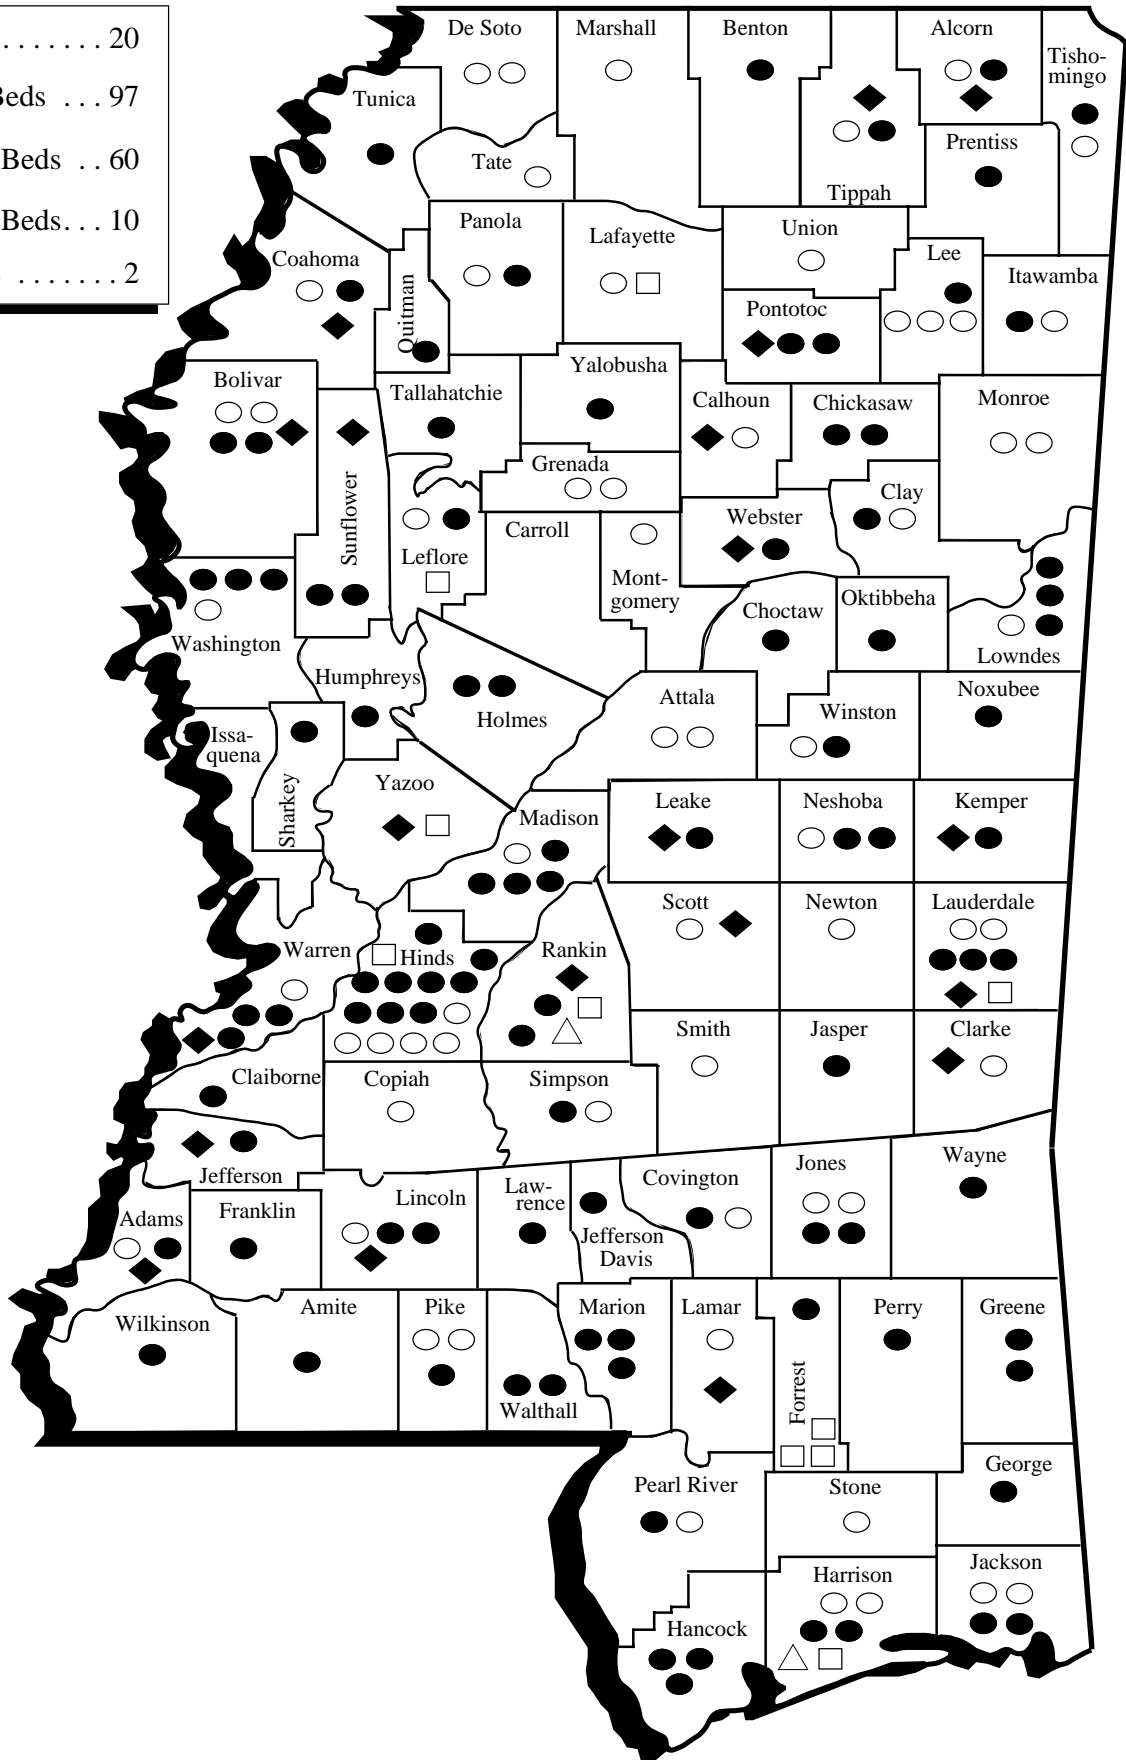 . . . . . . . 20
Beds . . . 97
Beds . . 60
Beds. . . 10
. . . . . . . 2
De Soto
Marshall
Benton
Alcorn
Tisho-
mingo
Tunica
Tate
Tippah
Prentiss
Panola
Lafayette
Union
Lee
Itawamba
Coahoma
Quitman
Pontotoc
Bolivar
Tallahatchie
Yalobusha
Calhoun
Chickasaw
Monroe
Sunflower
Grenada
Clay
Leflore
Carroll
Webster
Mont-
gomery
Choctaw
Oktibbeha
Lowndes
Washington
Humphreys
Holmes
Attala
Winston
Noxubee
Issa-
quena
Sharkey
Yazoo
Madison
Leake
Neshoba
Kemper
Warren
Hinds
Rankin
Scott
Newton
Lauderdale
Smith
Jasper
Clarke
Claiborne
Copiah
Simpson
Jefferson
Adams
Franklin
Lincoln
Law-
rence
Jefferson
Davis
Covington
Jones
Wayne
Wilkinson
Amite
Pike
Walthall
Marion
Lamar
Forrest
Perry
Greene
Pearl River
Stone
George
Hancock
Harrison
Jackson